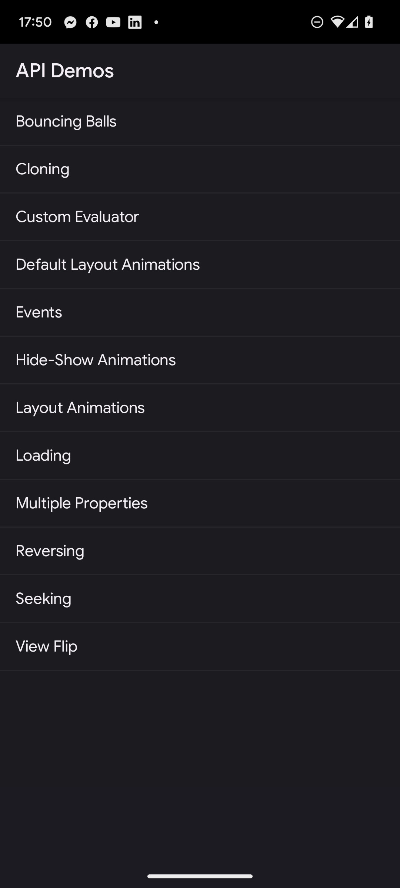 17:50
API Demos
Bouncing Balls
Cloning
Custom Evaluator
Default Layout Animations
Events
Hide-Show Animations
Layout Animations
Loading
Multiple Properties
Reversing
Seeking
View Flip